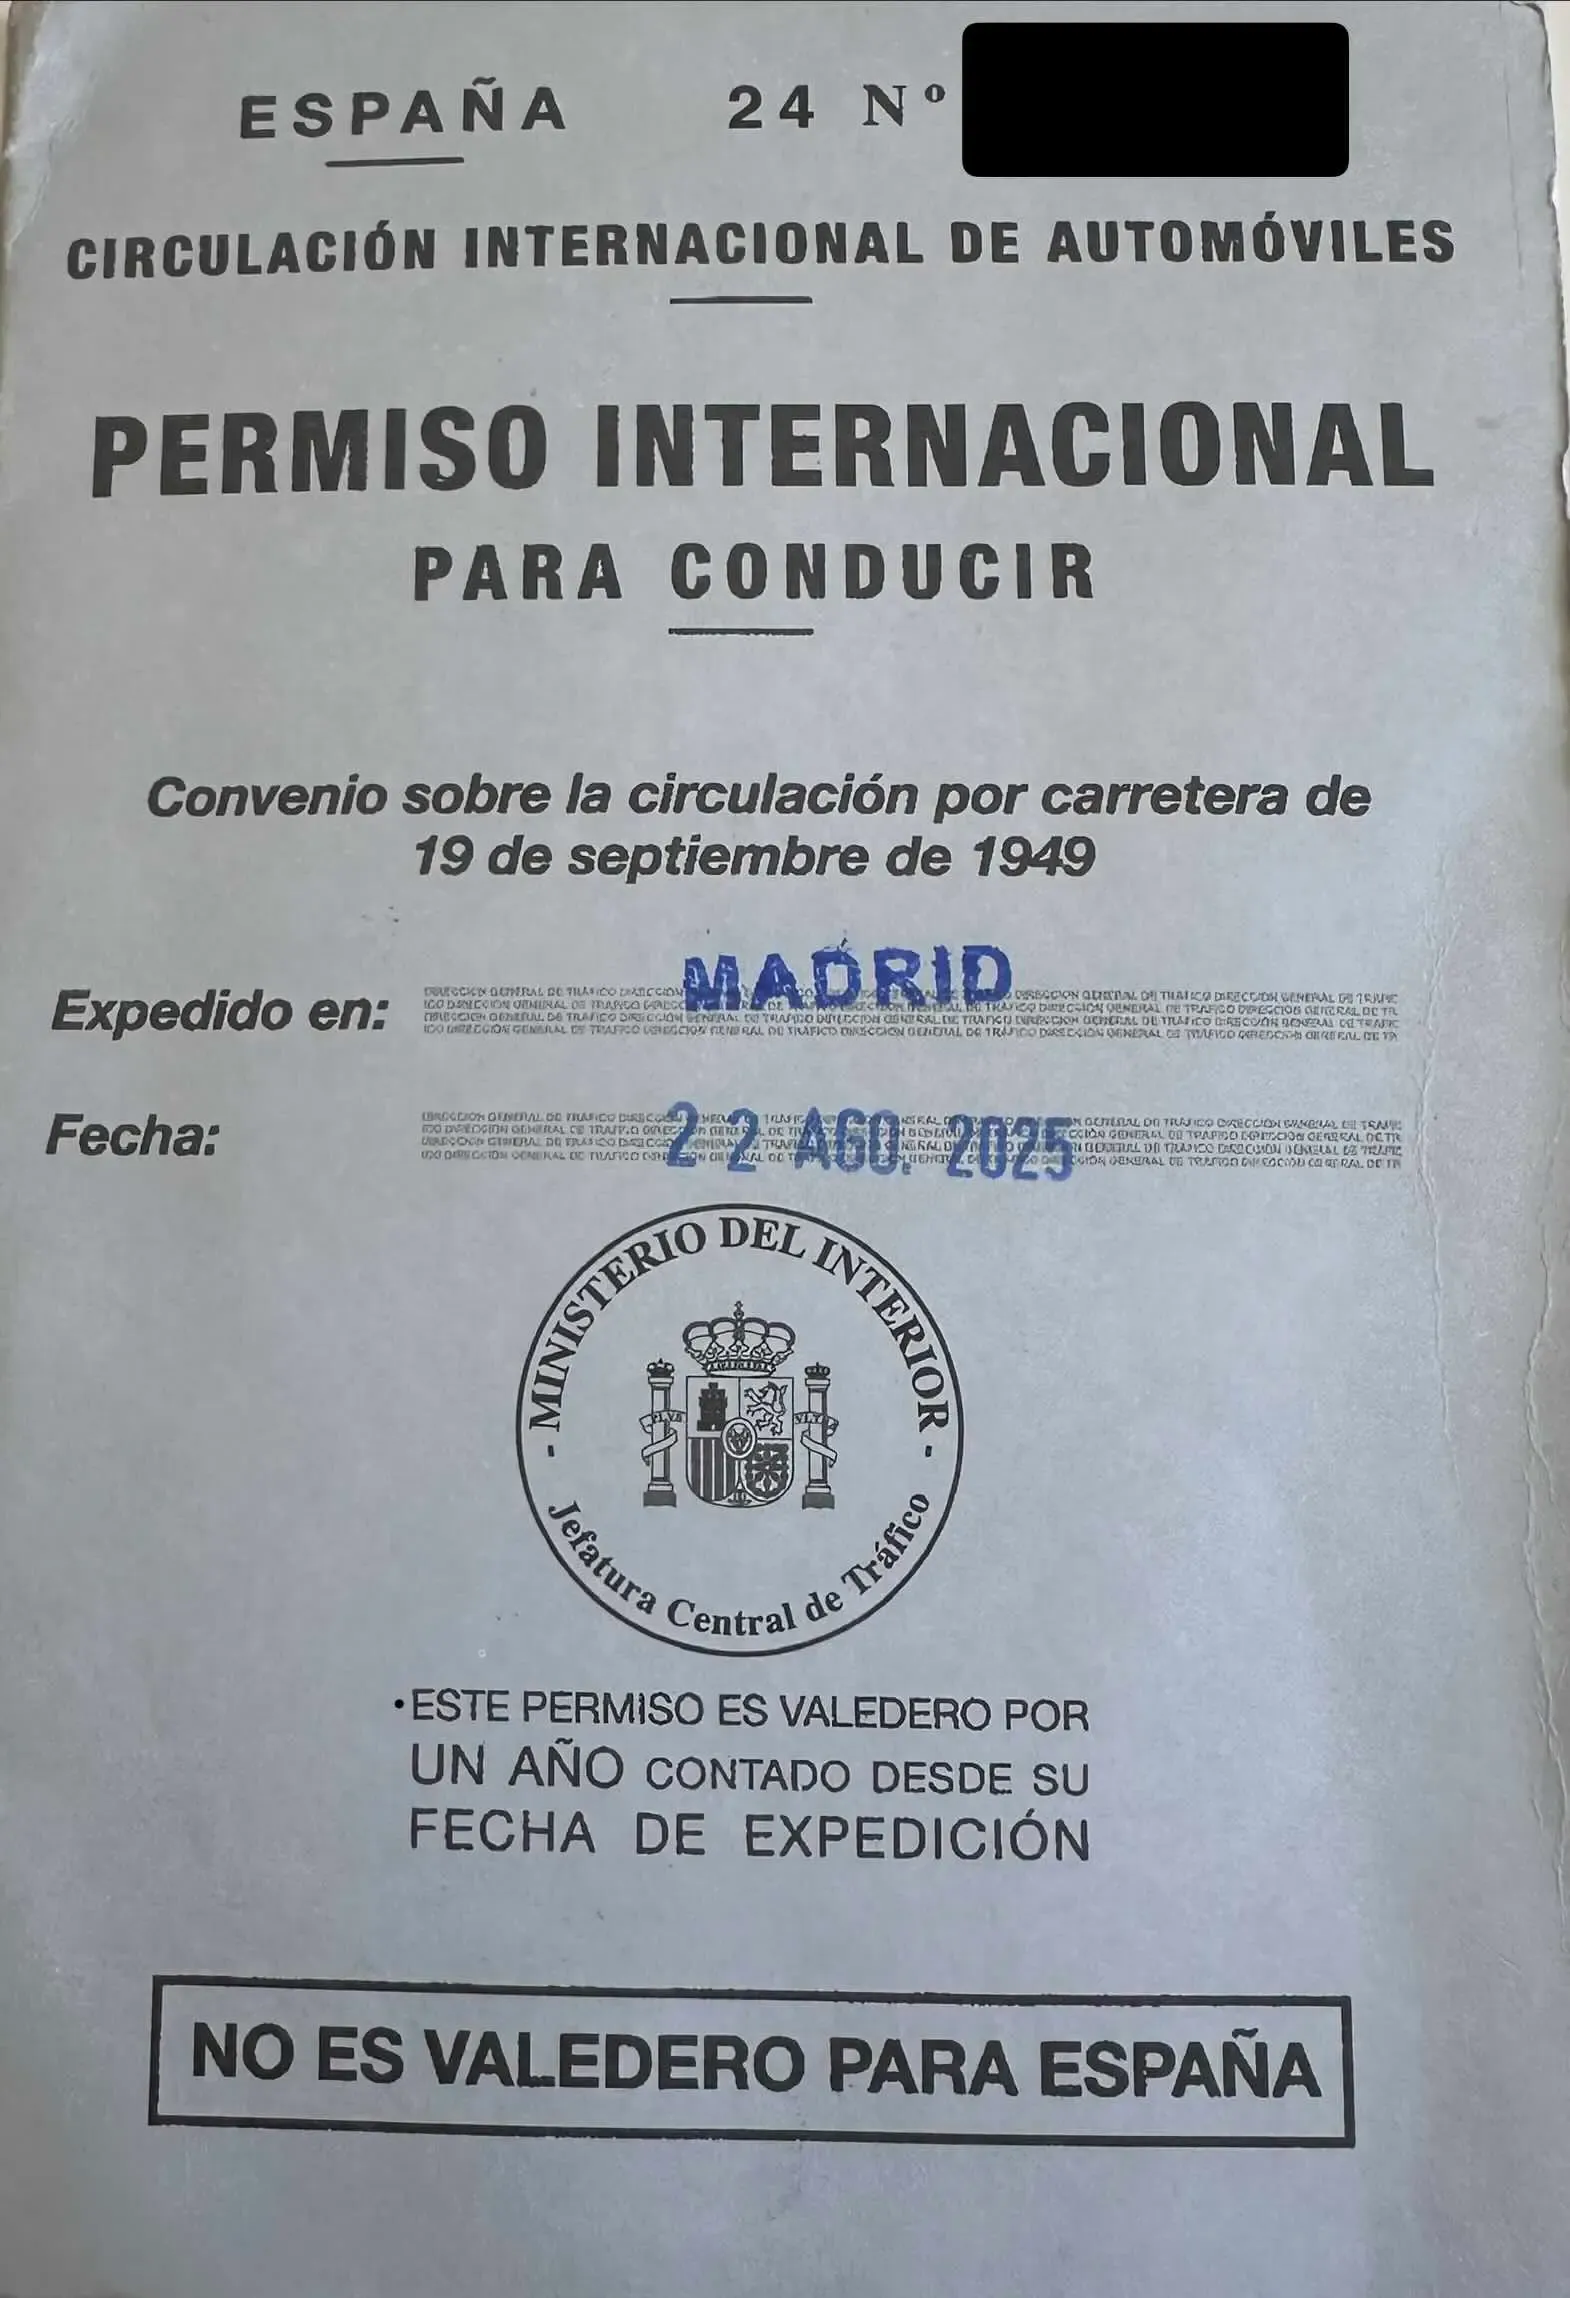 ESPAÑA 24 Nº
CIRCULACIÓN INTERNACIONAL DE AUTOMÓVILES
PERMISO INTERNACIONAL
PARA CONDUCIR
Convenio sobre la circulación por carretera de
19 de septiembre de 1949
Expedido en: MADRID
Fecha: 22 AGO. 2025
- MINISTERIO DEL INTERIOR -
PLVS VLTRA
Jefatura Central de Tráfico
•ESTE PERMISO ES VALEDERO POR
UN AÑO CONTADO DESDE SU
FECHA DE EXPEDICIÓN
NO ES VALEDERO PARA ESPAÑA